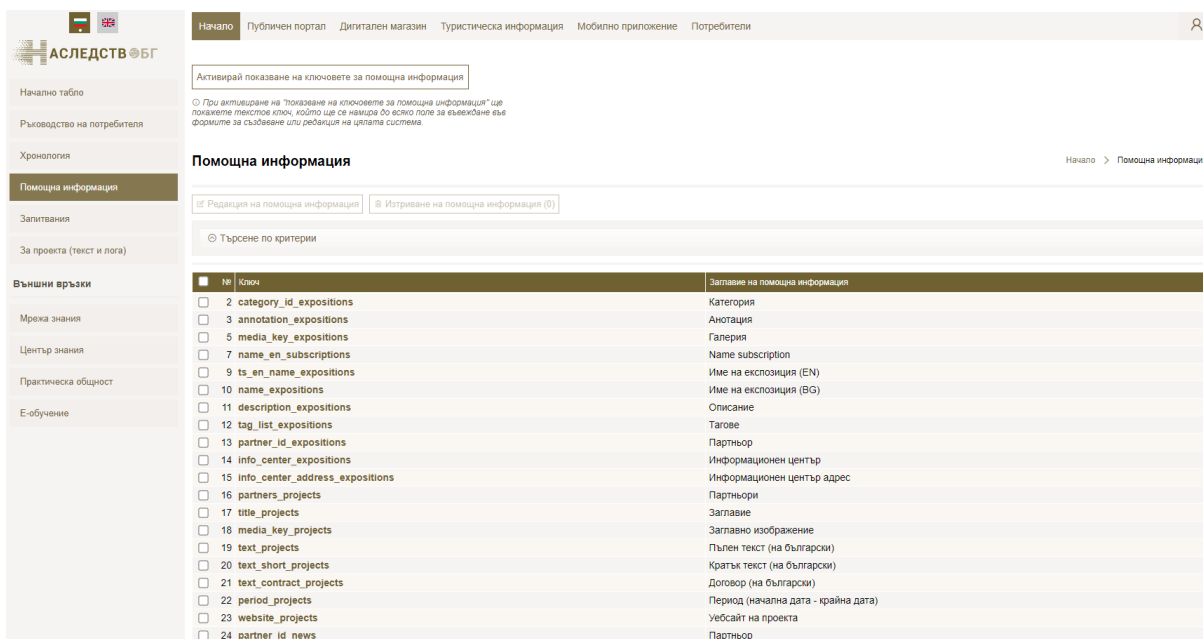 Начало Публичен портал Дигитален магазин Туристическа информация Мобилно приложение Потребители
НАСЛЕДСТВ@БГ
Начално табло
Ръководство на потребителя
Хронология
Помощна информация
Запитвания
За проекта (текст и лога)
Външни връзки
Мрежа знания
Център знания
Практическа общност
Е-обучение
Активирай показване на ключовете за помощна информация
При активиране на "показване на ключовете за помощна информация" ще
покажете текстов ключ, който ще се намира до всяко поле за въвеждане във
формите за създаване или редакция на цялата система.
Помощна информация
Начало > Помощна информаци
Редакция на помощна информация Изтриване на помощна информация (0)
Търсене по критерии
№ Ключ Заглавие на помощна информация
2 category_id_expositions Категория
3 annotation_expositions Анотация
5 media_key_expositions Галерия
7 name_en_subscriptions Name subscription
9 ts_en_name_expositions Име на експозиция (EN)
10 name_expositions Име на експозиция (BG)
11 description_expositions Описание
12 tag_list_expositions Тагове
13 partner_id_expositions Партньор
14 info_center_expositions Информационен център
15 info_center_address_expositions Информационен център адрес
16 partners_projects Партньори
17 title_projects Заглавие
18 media_key_projects Заглавно изображение
19 text_projects Пълен текст (на български)
20 text_short_projects Кратък текст (на български)
21 text_contract_projects Договор (на български)
22 period_projects Период (начална дата - крайна дата)
23 website_projects Уебсайт на проекта
24 partner_id_news Партньор